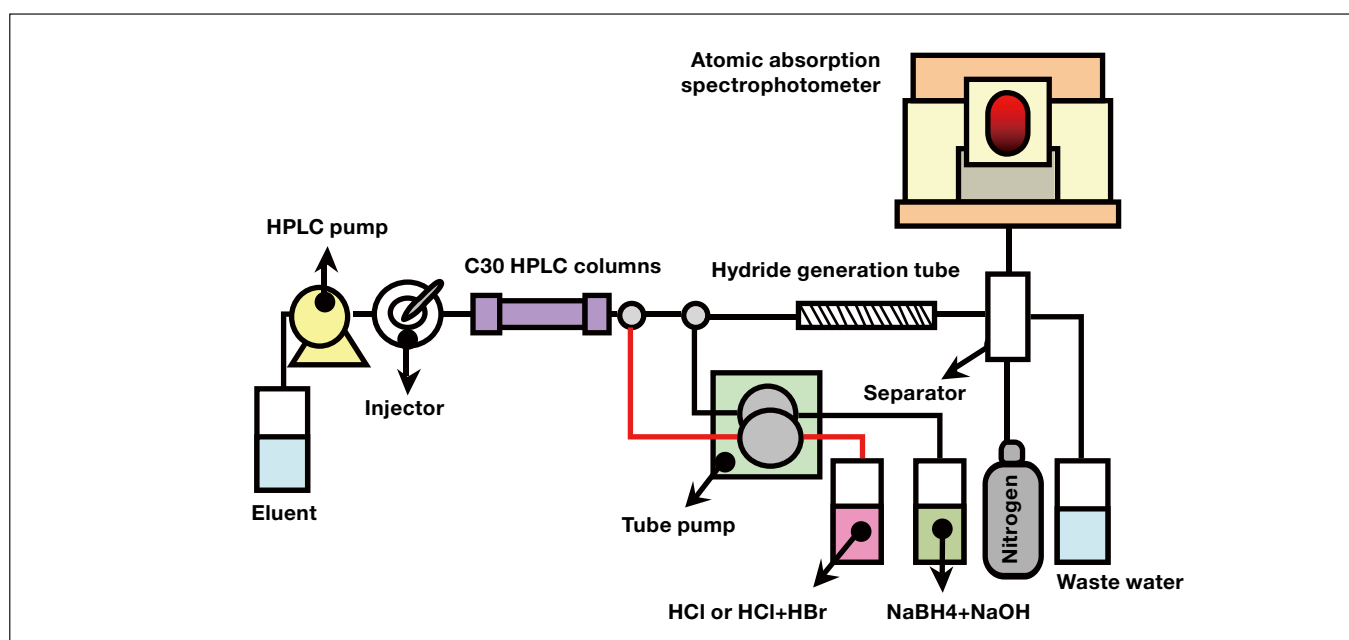 Atomic absorption
spectrophotometer
HPLC pump
C30 HPLC columns
Hydride generation tube
Injector
Separator
Eluent
Tube pump
Nitrogen
Waste water
HCl or HCl+HBr
NaBH4+NaOH